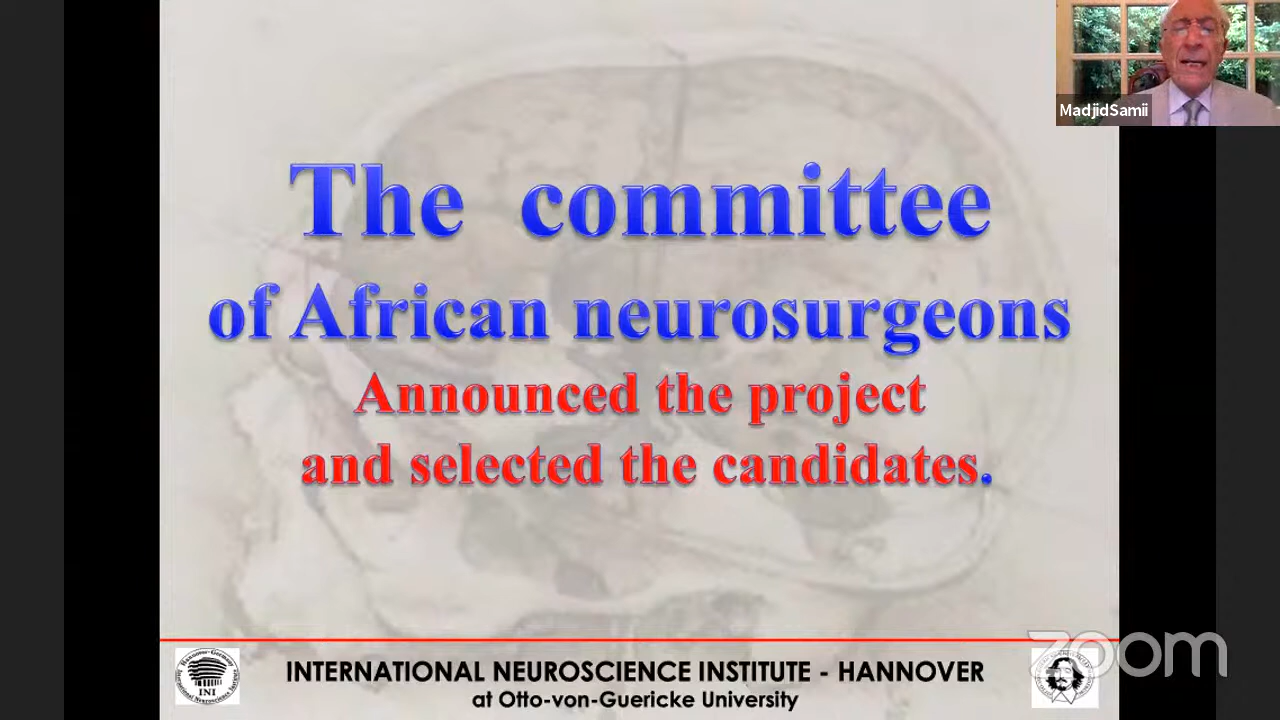 MadjidSamii
The committee
of African neurosurgeons
Announced the project
and selected the candidates.
INTERNATIONAL NEUROSCIENCE INSTITUTE - HANNOVER
at Otto-von-Guericke University
INI
zoom